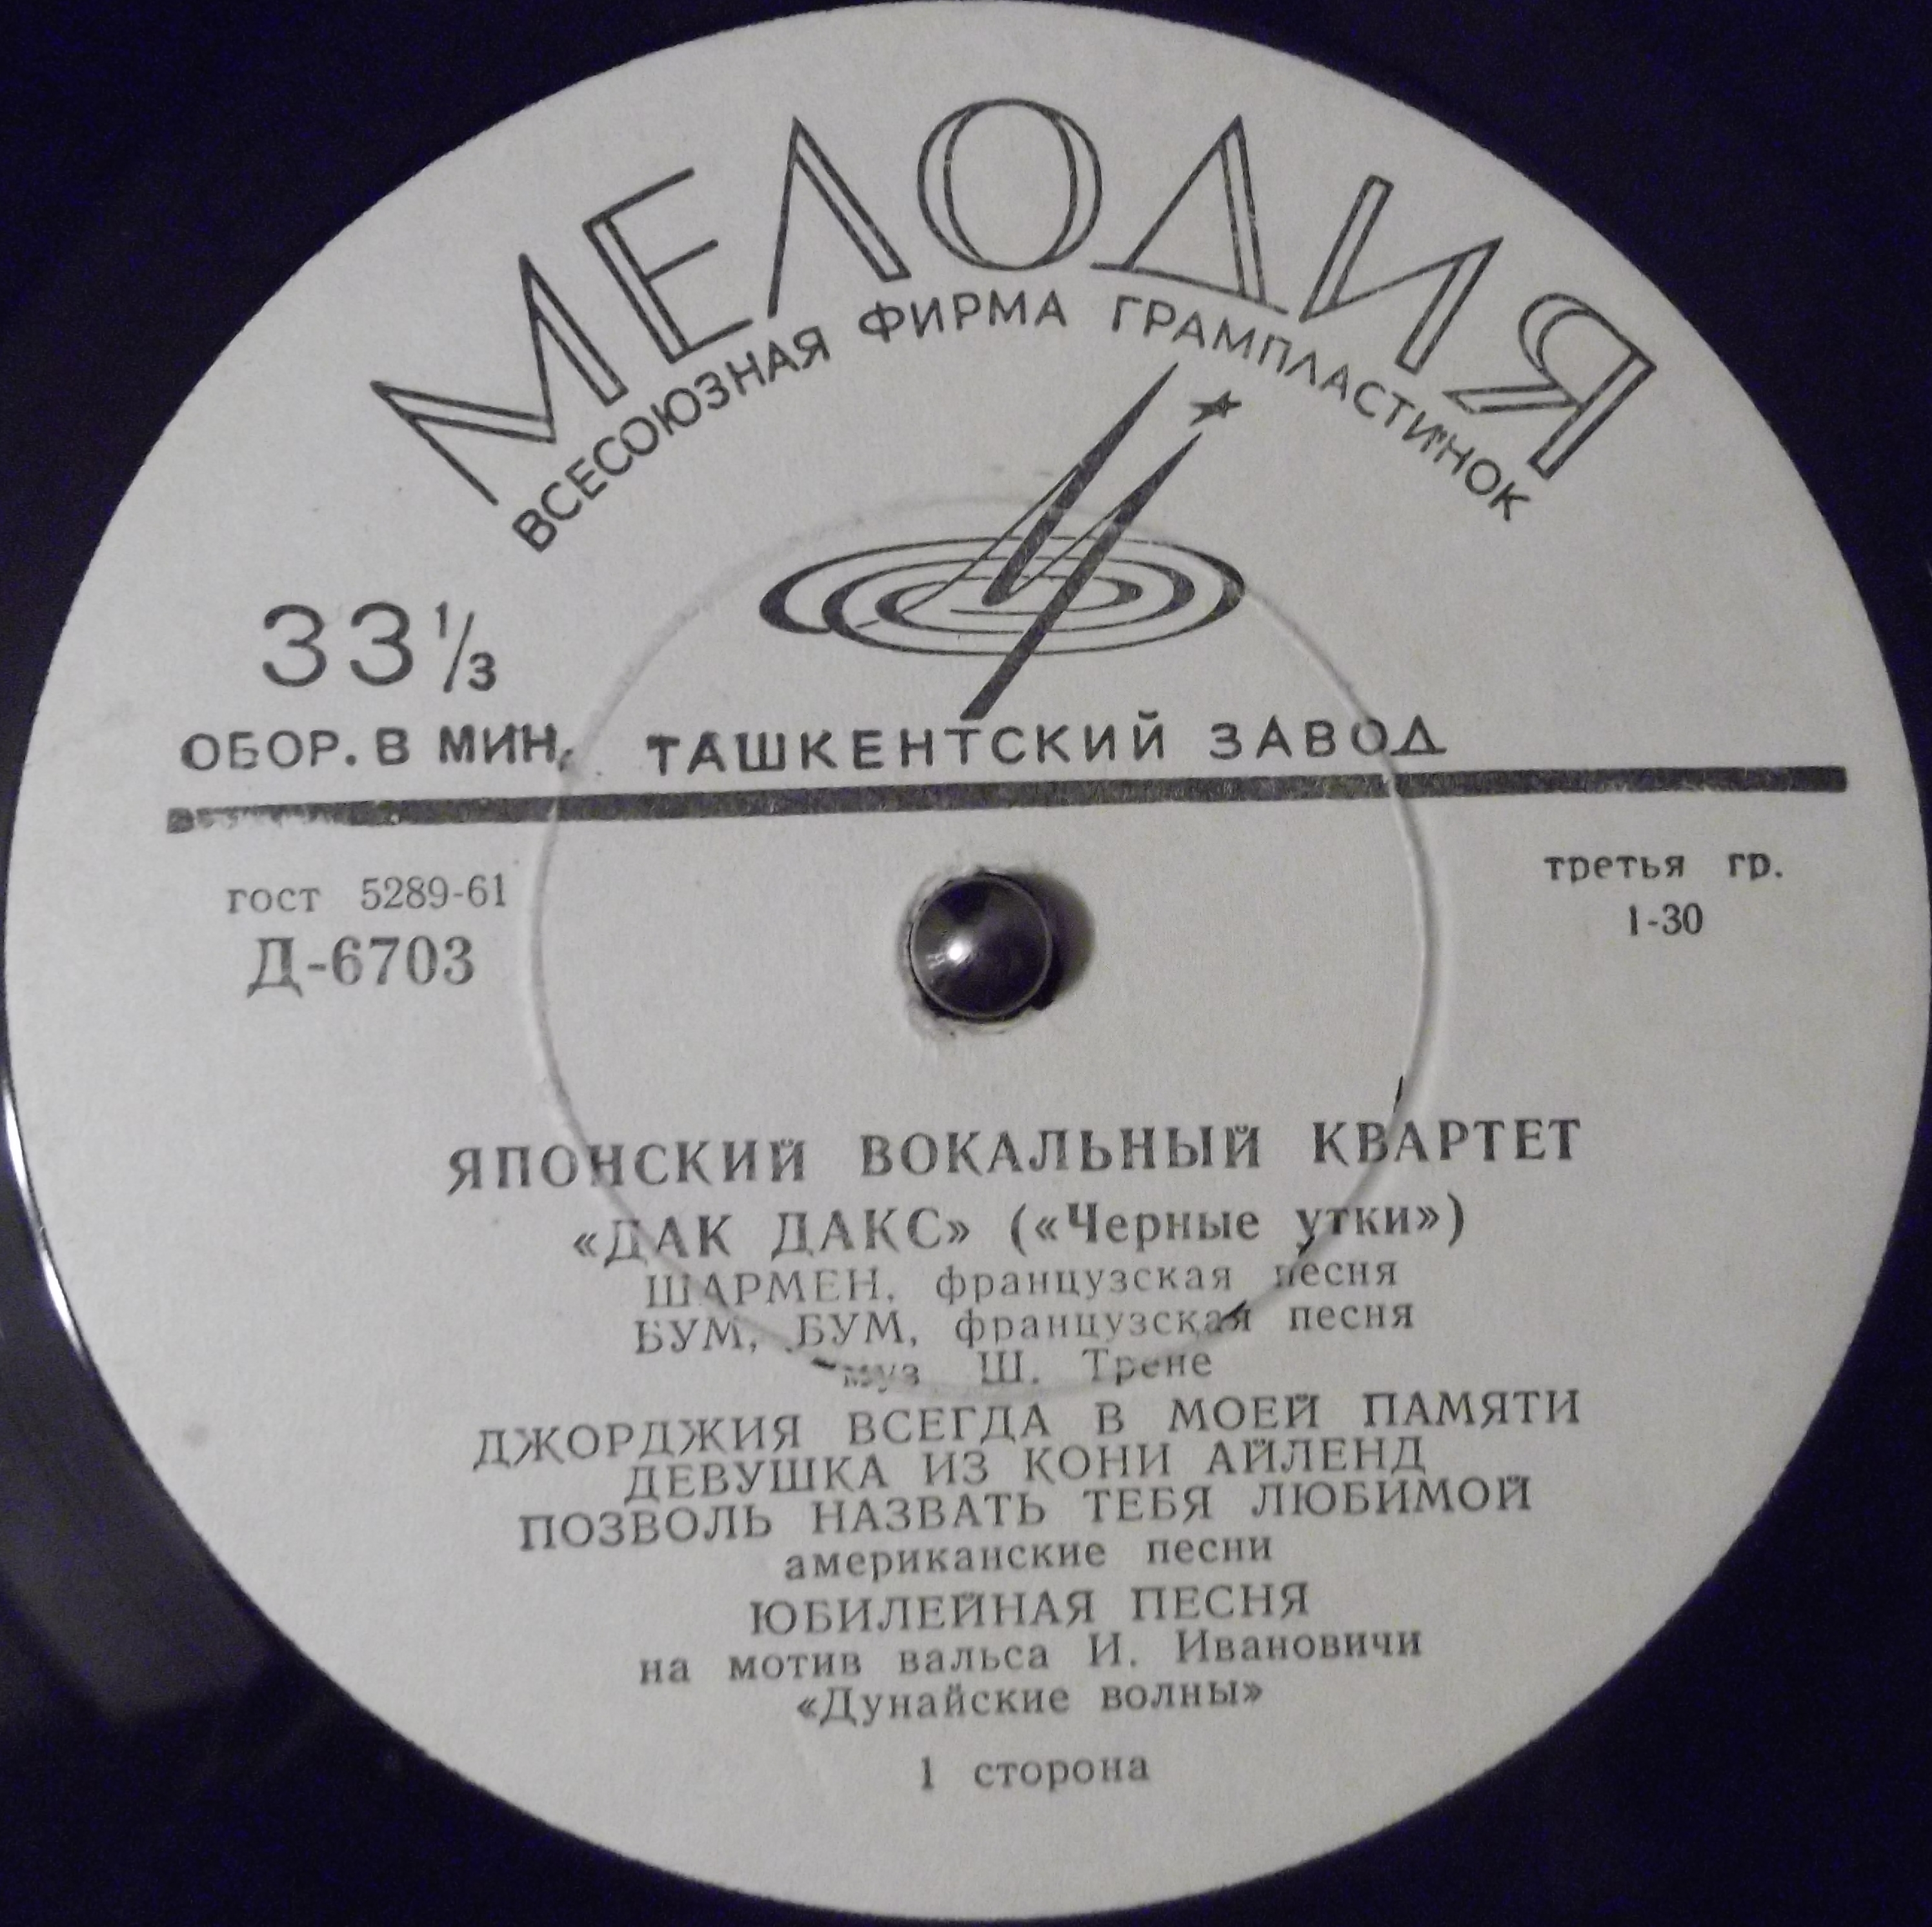 МЕЛОДИЯ
ВСЕСОЮЗНАЯ ФИРМА ГРАМПЛАСТИНОК
33 1/3
ОБОР. В МИН.
ТАШКЕНТСКИЙ ЗАВОД
гост 5289-61
Д-6703
третья гр.
1-30
ЯПОНСКИЙ ВОКАЛЬНЫЙ КВАРТЕТ
«ДАК ДАКС» («Черные утки»)
ШАРМЕН, французская песня
БУМ, БУМ, французская песня
муз Ш. Трене
ДЖОРДЖИЯ ВСЕГДА В МОЕЙ ПАМЯТИ
ДЕВУШКА ИЗ КОНИ АЙЛЕНД
ПОЗВОЛЬ НАЗВАТЬ ТЕБЯ ЛЮБИМОЙ
американские песни
ЮБИЛЕЙНАЯ ПЕСНЯ
на мотив вальса И. Ивановичи
«Дунайские волны»
1 сторона